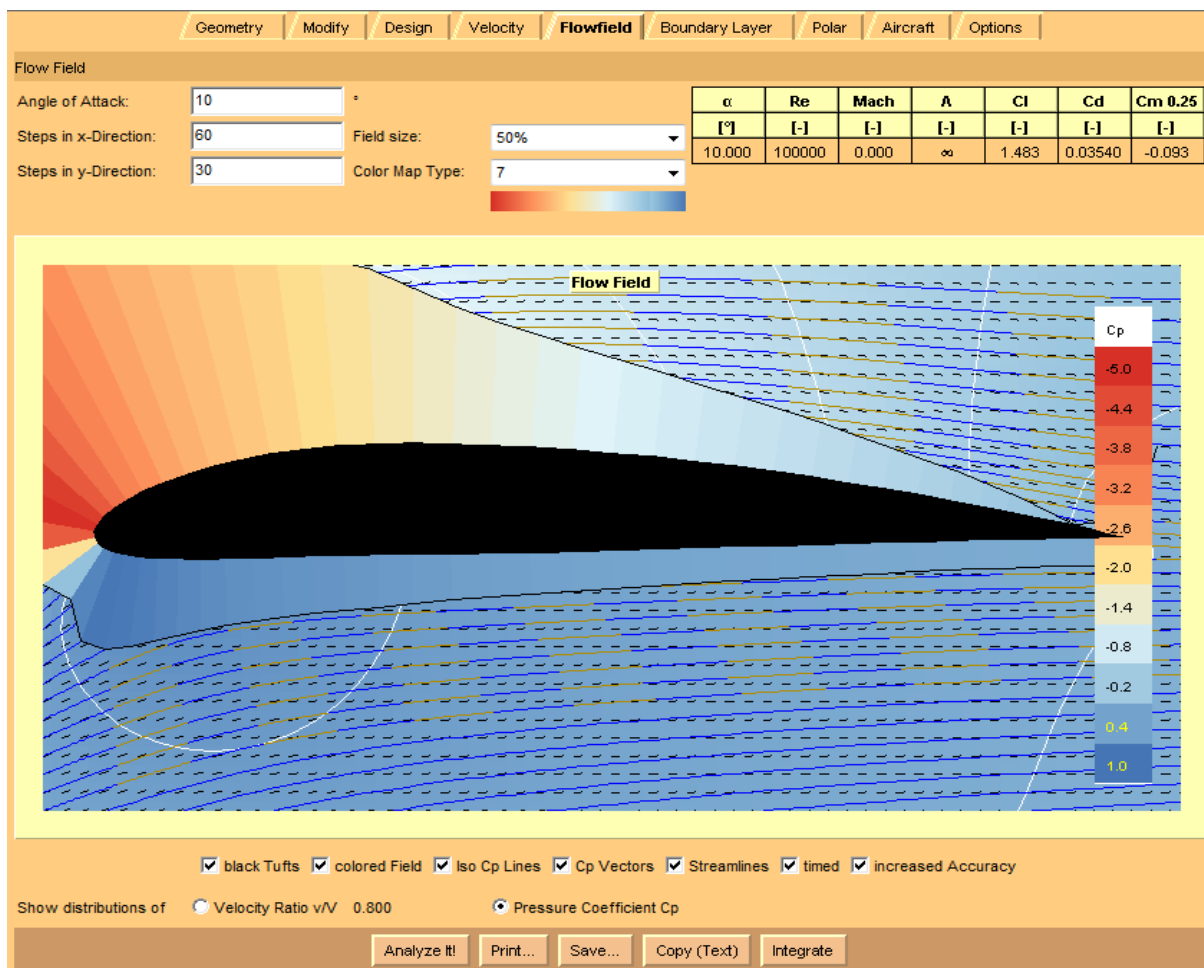 Geometry Modify Design Velocity Flowfield Boundary Layer Polar Aircraft Options
Flow Field
Angle of Attack: 10 °
Steps in x-Direction: 60 Field size: 50%
Steps in y-Direction: 30 Color Map Type: 7
α Re Mach Λ Cl Cd Cm 0.25
[°] [-] [-] [-] [-] [-] [-]
10.000 100000 0.000 ∞ 1.483 0.03540 -0.093
Flow Field
Cp
-5.0
-4.4
-3.8
-3.2
-2.6
-2.0
-1.4
-0.8
-0.2
0.4
1.0
black Tufts colored Field Iso Cp Lines Cp Vectors Streamlines timed increased Accuracy
Show distributions of Velocity Ratio v/V 0.800 Pressure Coefficient Cp
Analyze It! Print... Save... Copy (Text) Integrate